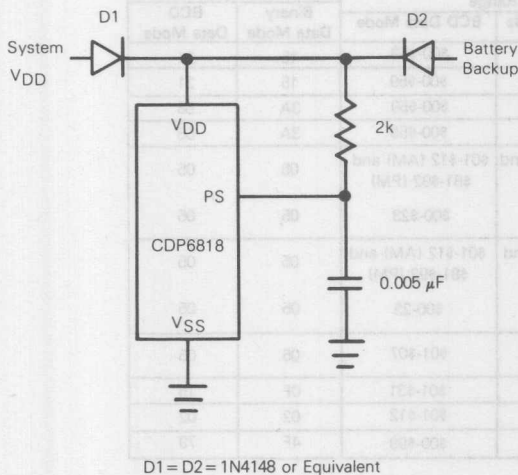 D1
D2
System
VDD
Battery
Backup
VDD
2k
PS
CDP6818
0.005 μF
VSS
D1=D2=1N4148 or Equivalent